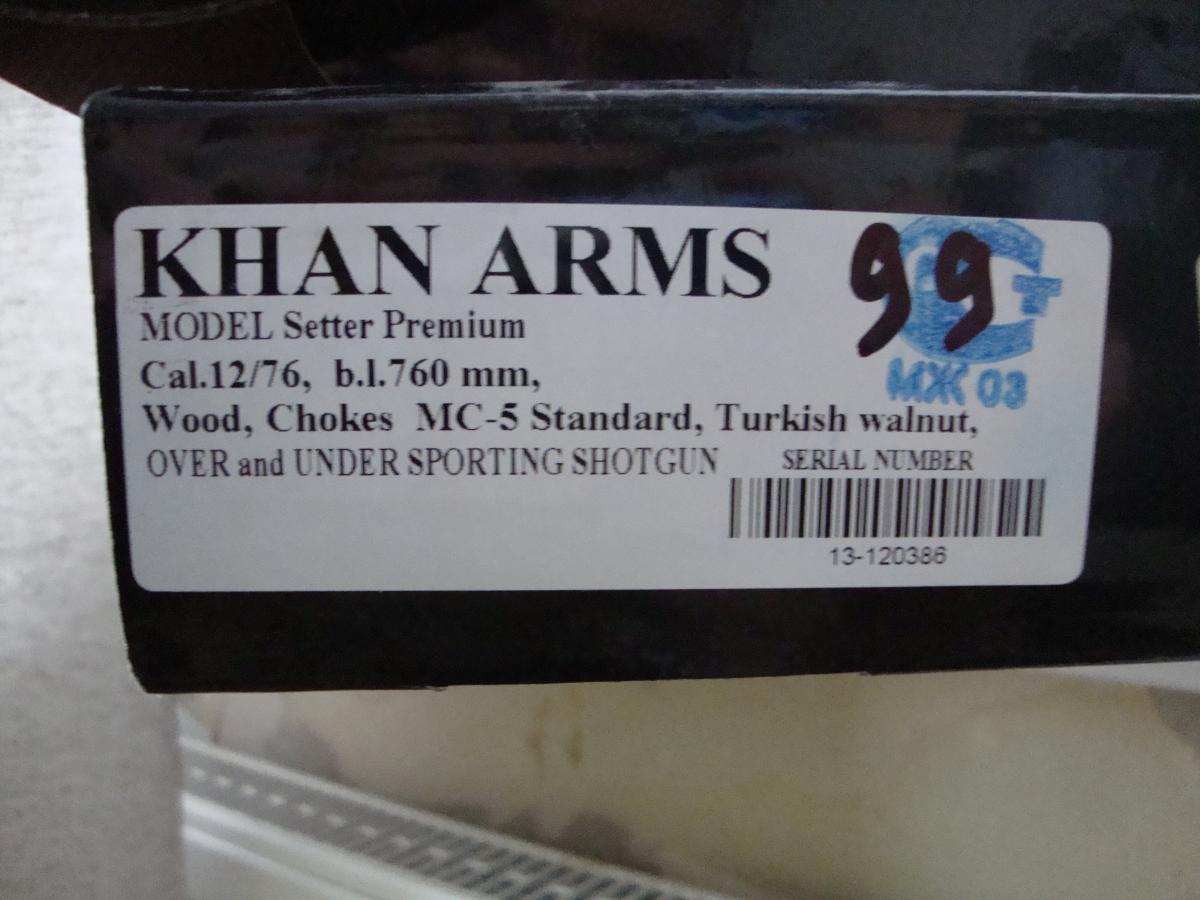 KHAN ARMS
99
MODEL Setter Premium
Cal.12/76, b.l.760 mm,
МЖ 03
Wood, Chokes MC-5 Standard, Turkish walnut,
OVER and UNDER SPORTING SHOTGUN
SERIAL NUMBER
13-120386